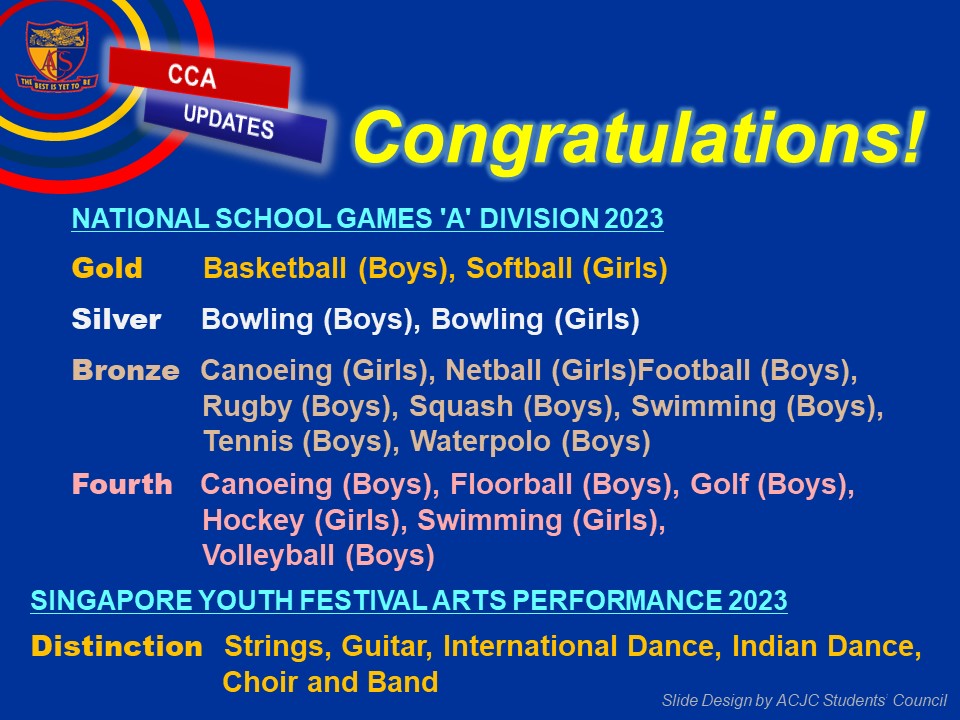 ACS
THE BEST IS YET TO BE
CCA
UPDATES
Congratulations!
NATIONAL SCHOOL GAMES 'A' DIVISION 2023
Gold Basketball (Boys), Softball (Girls)
Silver Bowling (Boys), Bowling (Girls)
Bronze Canoeing (Girls), Netball (Girls)Football (Boys),
Rugby (Boys), Squash (Boys), Swimming (Boys),
Tennis (Boys), Waterpolo (Boys)
Fourth Canoeing (Boys), Floorball (Boys), Golf (Boys),
Hockey (Girls), Swimming (Girls),
Volleyball (Boys)
SINGAPORE YOUTH FESTIVAL ARTS PERFORMANCE 2023
Distinction Strings, Guitar, International Dance, Indian Dance,
Choir and Band
Slide Design by ACJC Students' Council